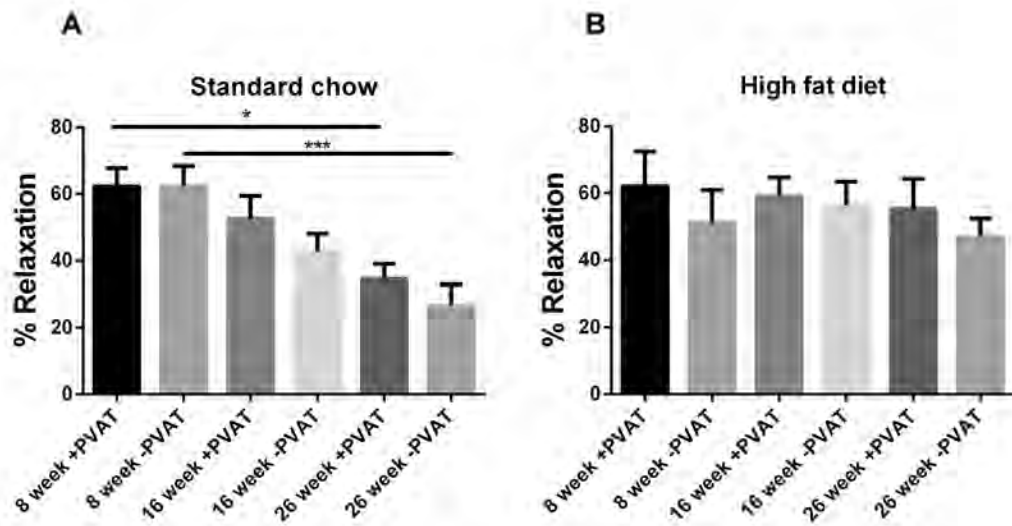 A
Standard chow
*
***
% Relaxation
80
60
40
20
0
8 week +PVAT
8 week -PVAT
16 week +PVAT
16 week -PVAT
26 week +PVAT
26 week -PVAT
B
High fat diet
% Relaxation
80
60
40
20
0
8 week +PVAT
8 week -PVAT
16 week +PVAT
16 week -PVAT
26 week +PVAT
26 week -PVAT